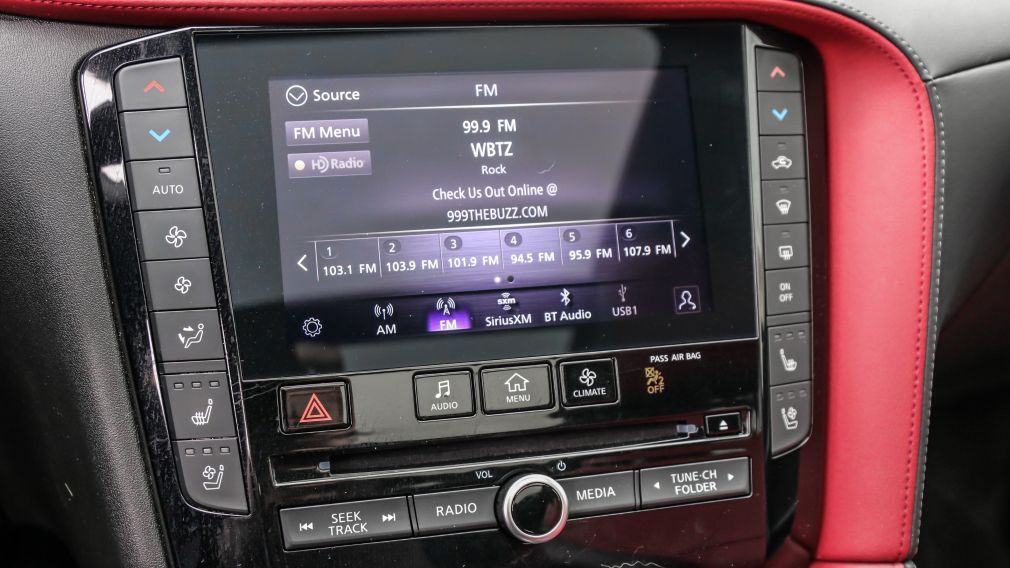 Source
FM
FM Menu
HD Radio
99.9 FM
WBTZ
Rock
Check Us Out Online @
999THEBUZZ.COM
1 2 3 4 5 6
103.1 FM 103.9 FM 101.9 FM 94.5 FM 95.9 FM 107.9 FM
AM
FM
sxm
SiriusXM
BT Audio
USB1
AUTO
ON
OFF
PASS AIR BAG
2
OFF
AUDIO
MENU
CLIMATE
VOL
SEEK
TRACK
RADIO
MEDIA
TUNE·CH
FOLDER